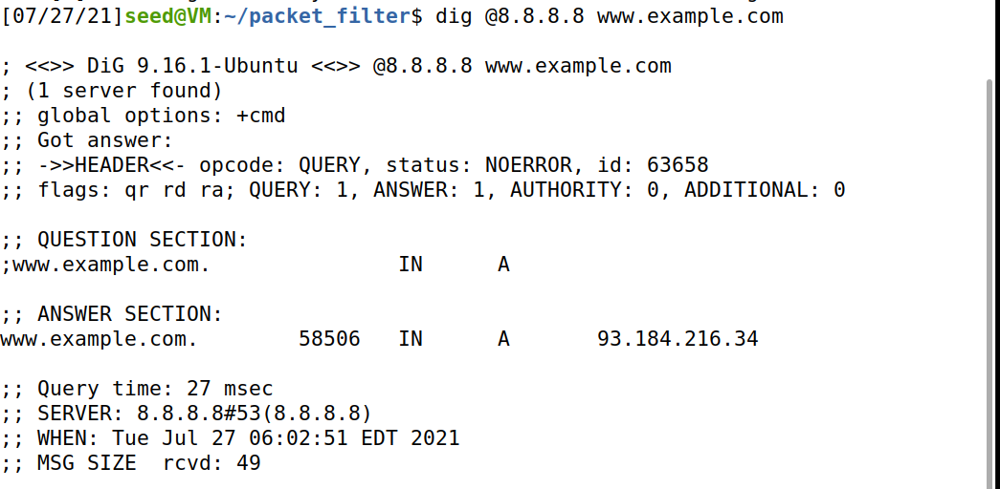 [07/27/21]seed@VM:~/packet_filter$ dig @8.8.8.8 www.example.com
; <<>> DiG 9.16.1-Ubuntu <<>> @8.8.8.8 www.example.com
; (1 server found)
;; global options: +cmd
;; Got answer:
;; ->>HEADER<<- opcode: QUERY, status: NOERROR, id: 63658
;; flags: qr rd ra; QUERY: 1, ANSWER: 1, AUTHORITY: 0, ADDITIONAL: 0
;; QUESTION SECTION:
;www.example.com. IN A
;; ANSWER SECTION:
www.example.com. 58506 IN A 93.184.216.34
;; Query time: 27 msec
;; SERVER: 8.8.8.8#53(8.8.8.8)
;; WHEN: Tue Jul 27 06:02:51 EDT 2021
;; MSG SIZE rcvd: 49